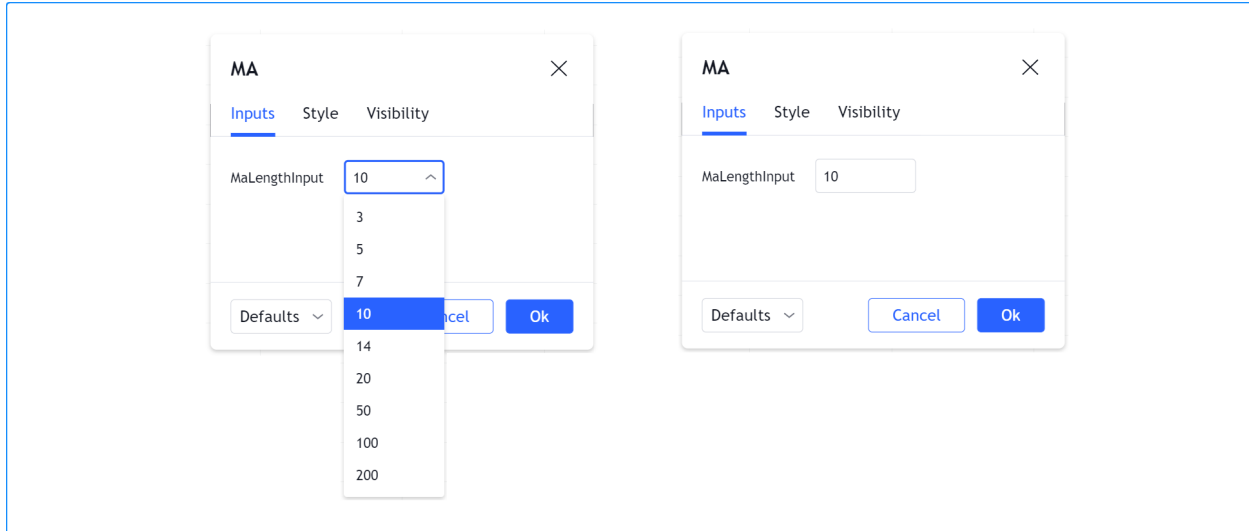 MA
Inputs Style Visibility
MaLengthInput 10
3
5
7
10
14
20
50
100
200
Defaults ncel Ok
MA
Inputs Style Visibility
MaLengthInput 10
Defaults Cancel Ok